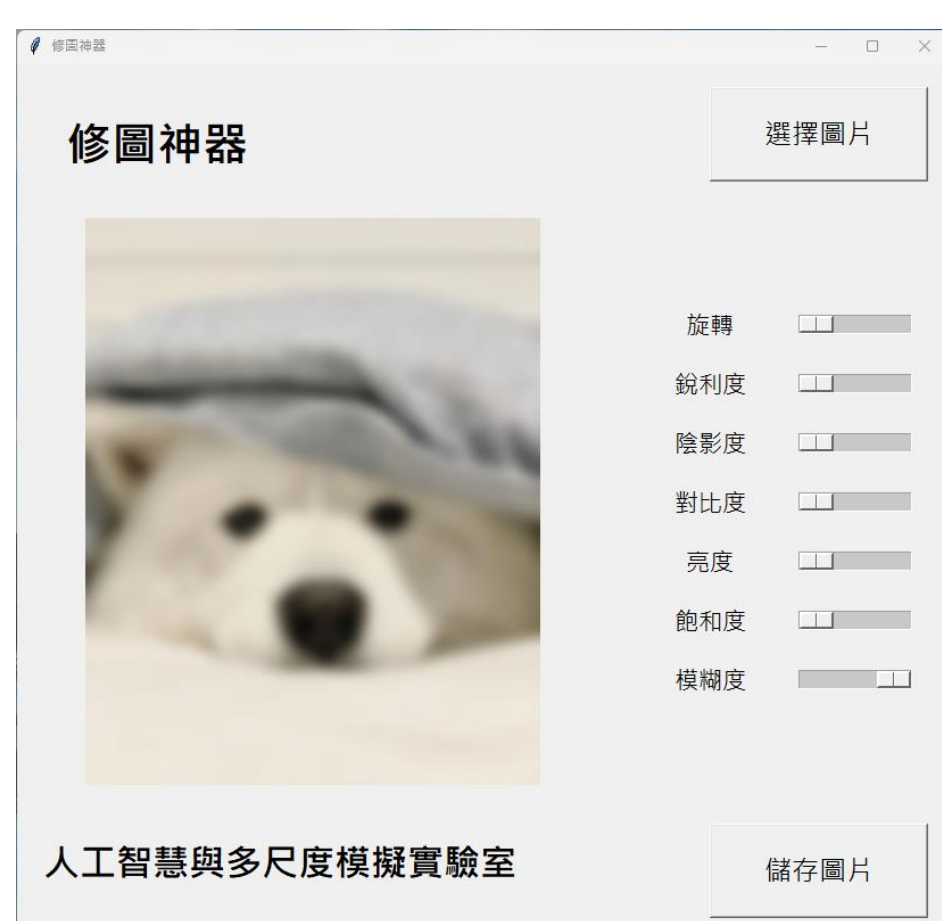 修圖神器
修圖神器
選擇圖片
旋轉
銳利度
陰影度
對比度
亮度
飽和度
模糊度
人工智慧與多尺度模擬實驗室
儲存圖片